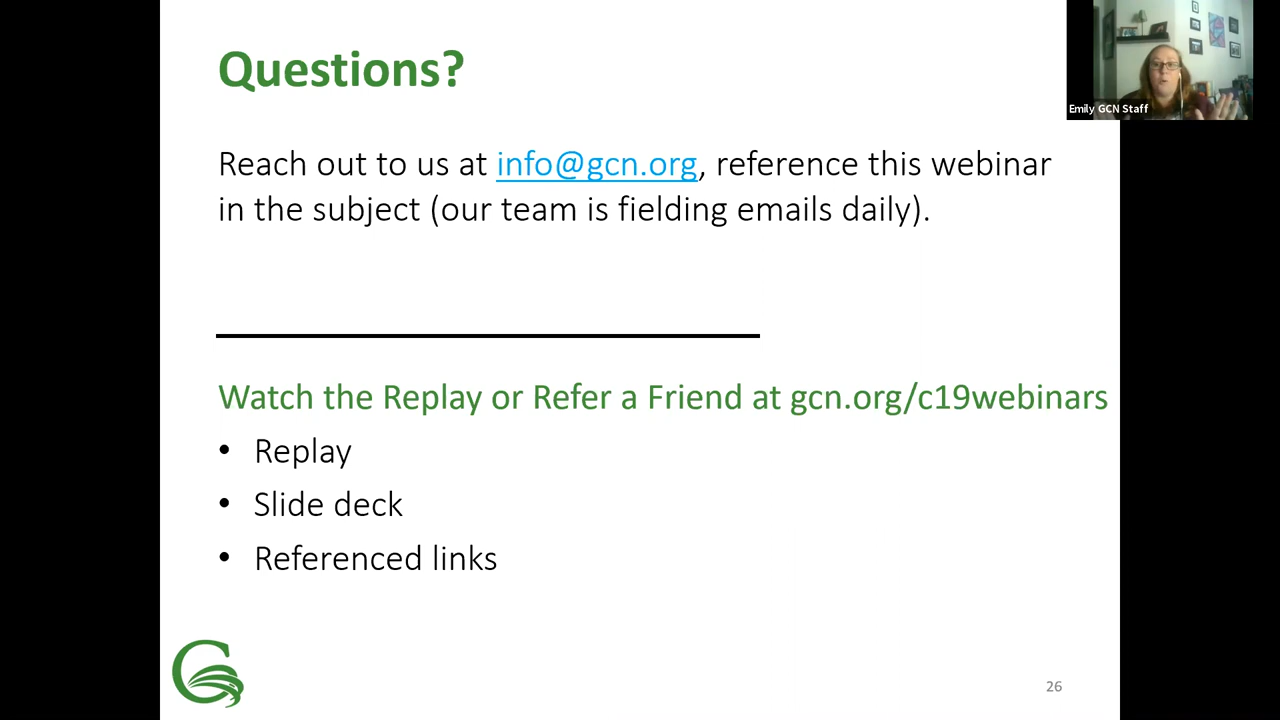 Questions?
Emily GCN Staff
Reach out to us at info@gcn.org, reference this webinar
in the subject (our team is fielding emails daily).
Watch the Replay or Refer a Friend at gcn.org/c19webinars
• Replay
• Slide deck
• Referenced links
26